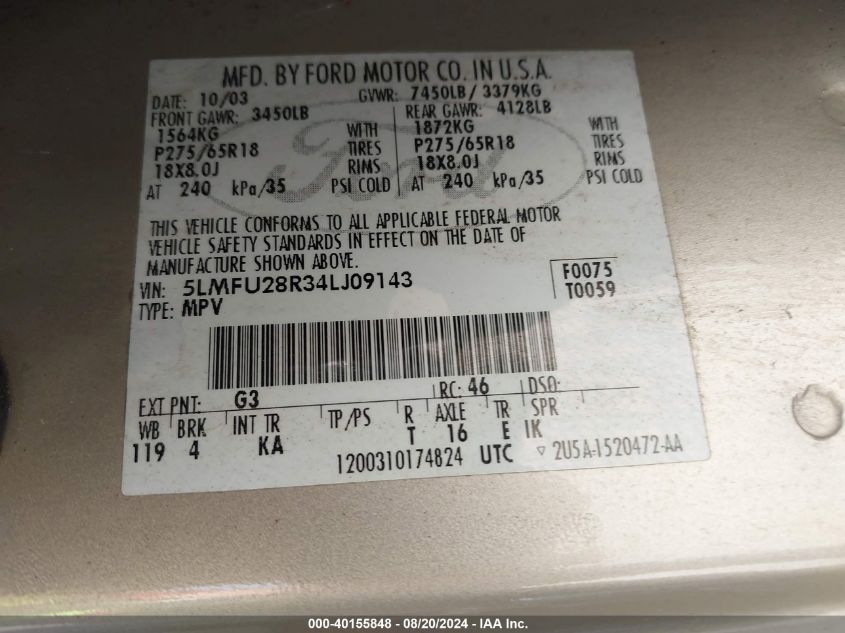 MFD. BY FORD MOTOR CO. IN U.S.A.
DATE: 10/03 GVWR: 7450LB/ 3379KG
FRONT GAWR: 3450LB REAR GAWR: 4128LB
1564KG WITH 1872KG WITH
P275/65R18 TIRES P275/65R18 TIRES
18X8.0J RIMS 18X8.0J RIMS
AT 240 kPa/35 PSI COLD AT 240 kPa/35 PSI COLD
Ford
THIS VEHICLE CONFORMS TO ALL APPLICABLE FEDERAL MOTOR
VEHICLE SAFETY STANDARDS IN EFFECT ON THE DATE OF
MANUFACTURE SHOWN ABOVE.
VIN: 5LMFU28R34LJ09143 F0075
TYPE: MPV T0059
EXT PNT: G3 RC: 46 DSO:
WB BRK INT TR TP/PS R AXLE TR SPR
119 4 KA T 16 E IK
1200310174824 UTC ▽ 2U5A-1520472-AA
000-40155848 - 08/20/2024 - IAA Inc.